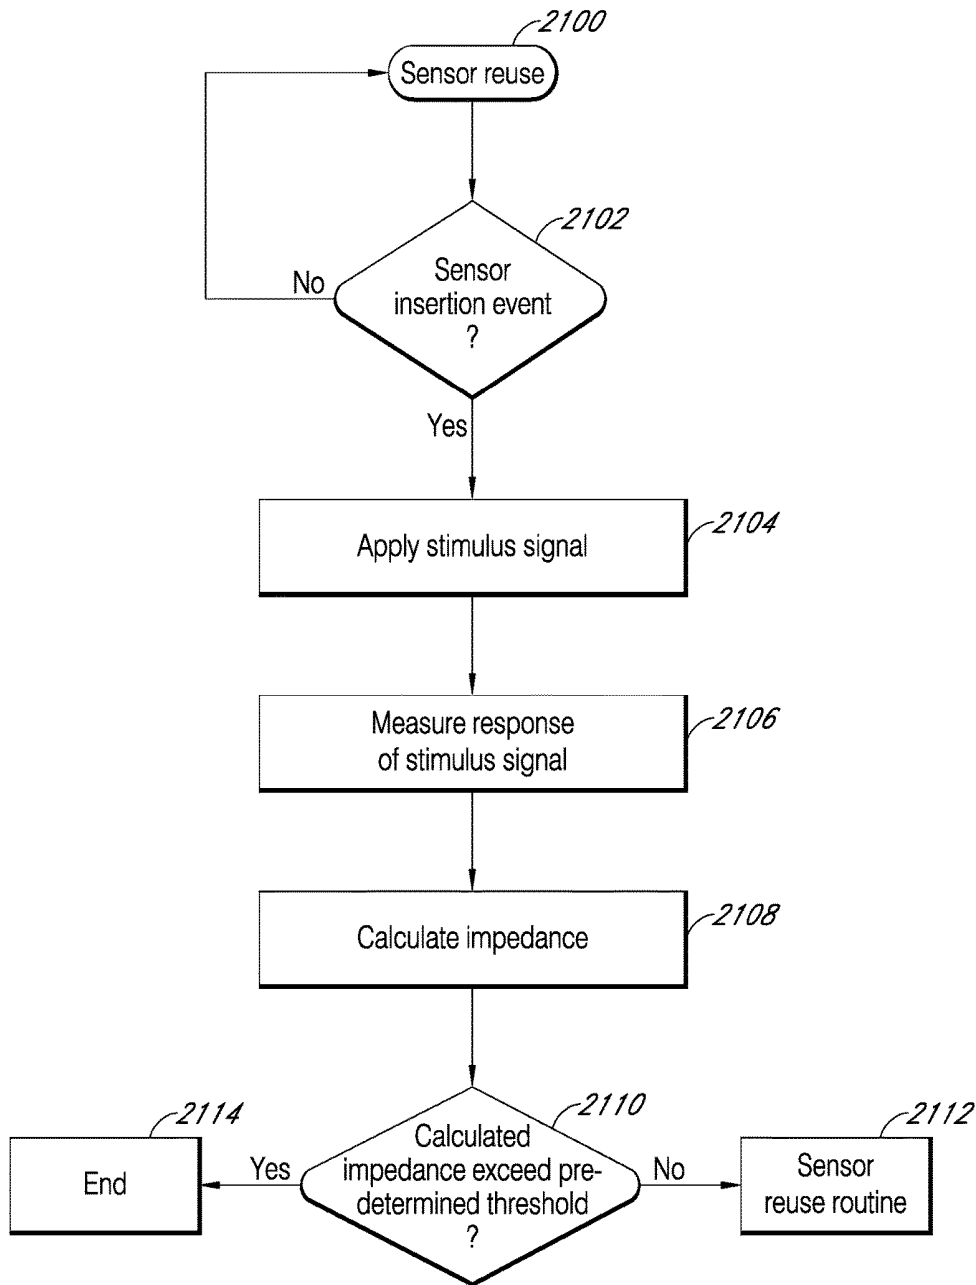 2100
Sensor reuse
2102
Sensor
insertion event
?
No
Yes
2104
Apply stimulus signal
2106
Measure response
of stimulus signal
2108
Calculate impedance
2110
Calculated
impedance exceed pre-
determined threshold
?
Yes
No
2114
End
2112
Sensor
reuse routine